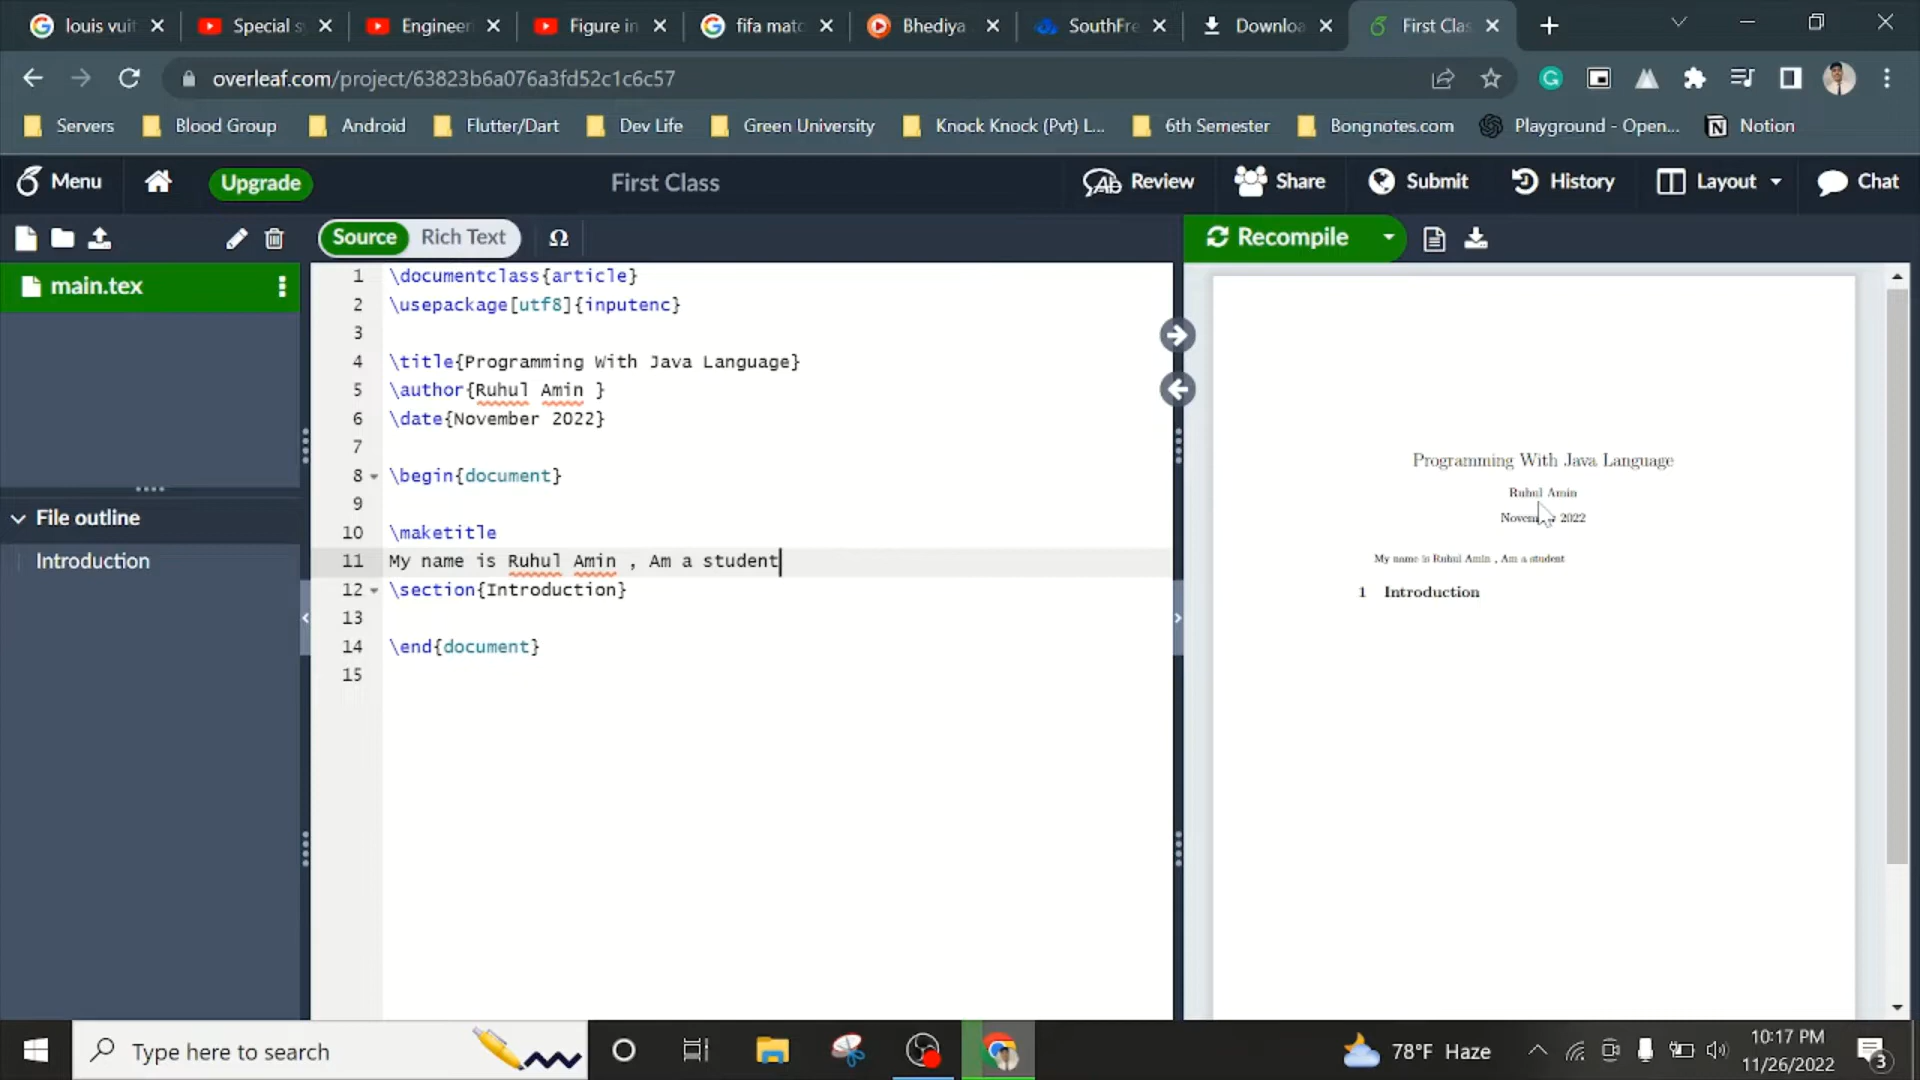 louis vuit
Special s
Engineer
Figure in
fifa matc
Bhediya
SouthFre
Downloa
First Clas
overleaf.com/project/63823b6a076a3fd52c1c6c57
Servers
Blood Group
Android
Flutter/Dart
Dev Life
Green University
Knock Knock (Pvt) L...
6th Semester
Bongnotes.com
Playground - Open...
Notion
Menu
Upgrade
First Class
Review
Share
Submit
History
Layout
Chat
Source
Rich Text
Ω
Recompile
main.tex
File outline
Introduction
1 \documentclass{article}
2 \usepackage[utf8]{inputenc}
3
4 \title{Programming With Java Language}
5 \author{Ruhul Amin }
6 \date{November 2022}
7
8 \begin{document}
9
10 \maketitle
11 My name is Ruhul Amin , Am a student
12 \section{Introduction}
13
14 \end{document}
15
Programming With Java Language
Ruhul Amin
November 2022
My name is Ruhul Amin , Am a student
1 Introduction
Type here to search
78°F Haze
10:17 PM
11/26/2022
3